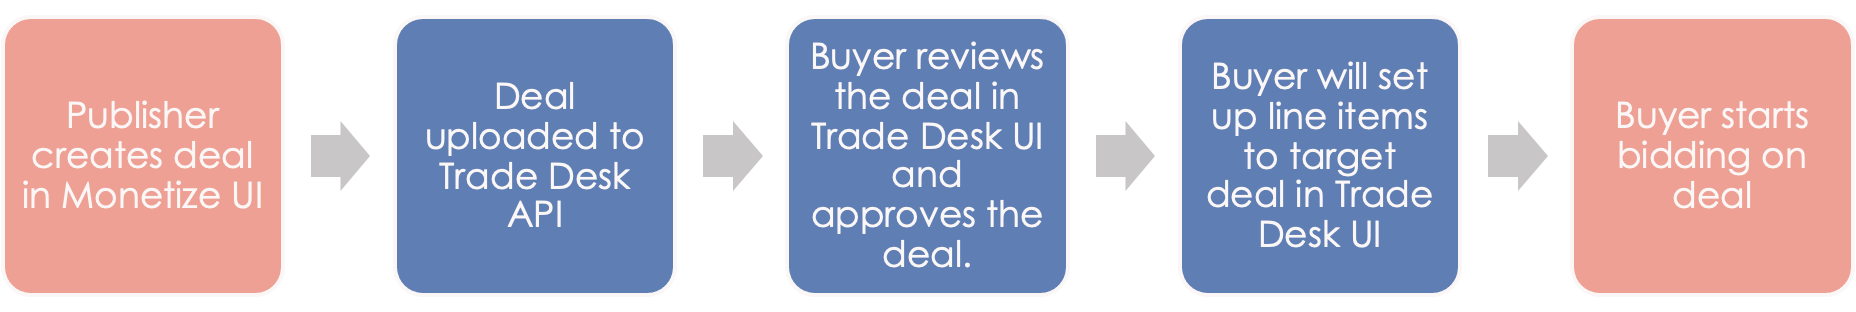 Publisher
creates deal
in Monetize UI
Deal
uploaded to
Trade Desk
API
Buyer reviews
the deal in
Trade Desk UI
and
approves the
deal.
Buyer will set
up line items
to target
deal in Trade
Desk UI
Buyer starts
bidding on
deal